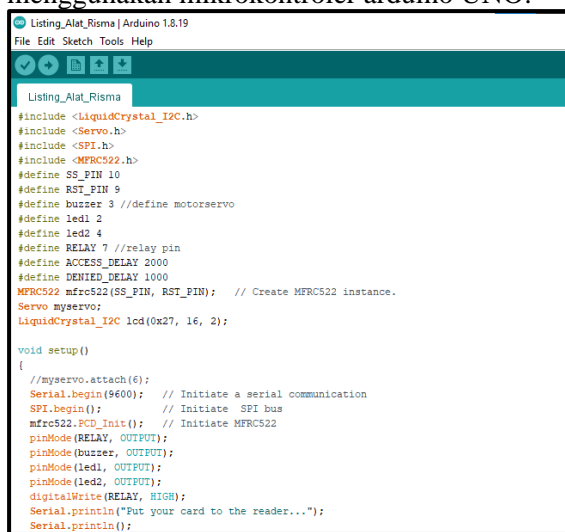 menggunakan mikrokontroler arduino UNO.
Listing_Alat_Risma | Arduino 1.8.19
File Edit Sketch Tools Help
Listing_Alat_Risma
#include <LiquidCrystal_I2C.h>
#include <Servo.h>
#include <SPI.h>
#include <MFRC522.h>
#define SS_PIN 10
#define RST_PIN 9
#define buzzer 3 //define motorservo
#define led1 2
#define led2 4
#define RELAY 7 //relay pin
#define ACCESS_DELAY 2000
#define DENIED_DELAY 1000
MFRC522 mfrc522(SS_PIN, RST_PIN);   // Create MFRC522 instance.
Servo myservo;
LiquidCrystal_I2C lcd(0x27, 16, 2);
void setup()
{
  //myservo.attach(6);
  Serial.begin(9600);   // Initiate a serial communication
  SPI.begin();          // Initiate  SPI bus
  mfrc522.PCD_Init();   // Initiate MFRC522
  pinMode(RELAY, OUTPUT);
  pinMode(buzzer, OUTPUT);
  pinMode(led1, OUTPUT);
  pinMode(led2, OUTPUT);
  digitalWrite(RELAY, HIGH);
  Serial.println("Put your card to the reader...");
  Serial.println();